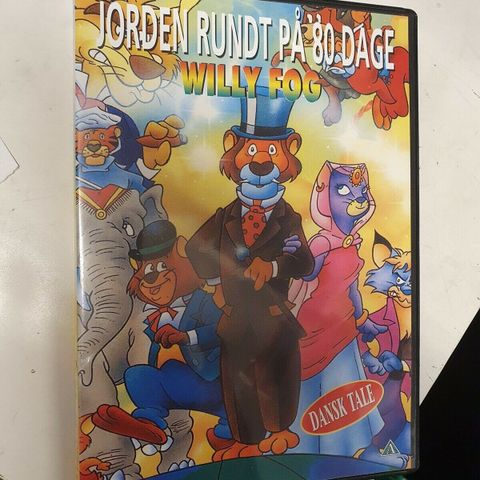 JORDEN RUNDT PÅ 80 DAGE
WILLY FOG
DANSK TALE